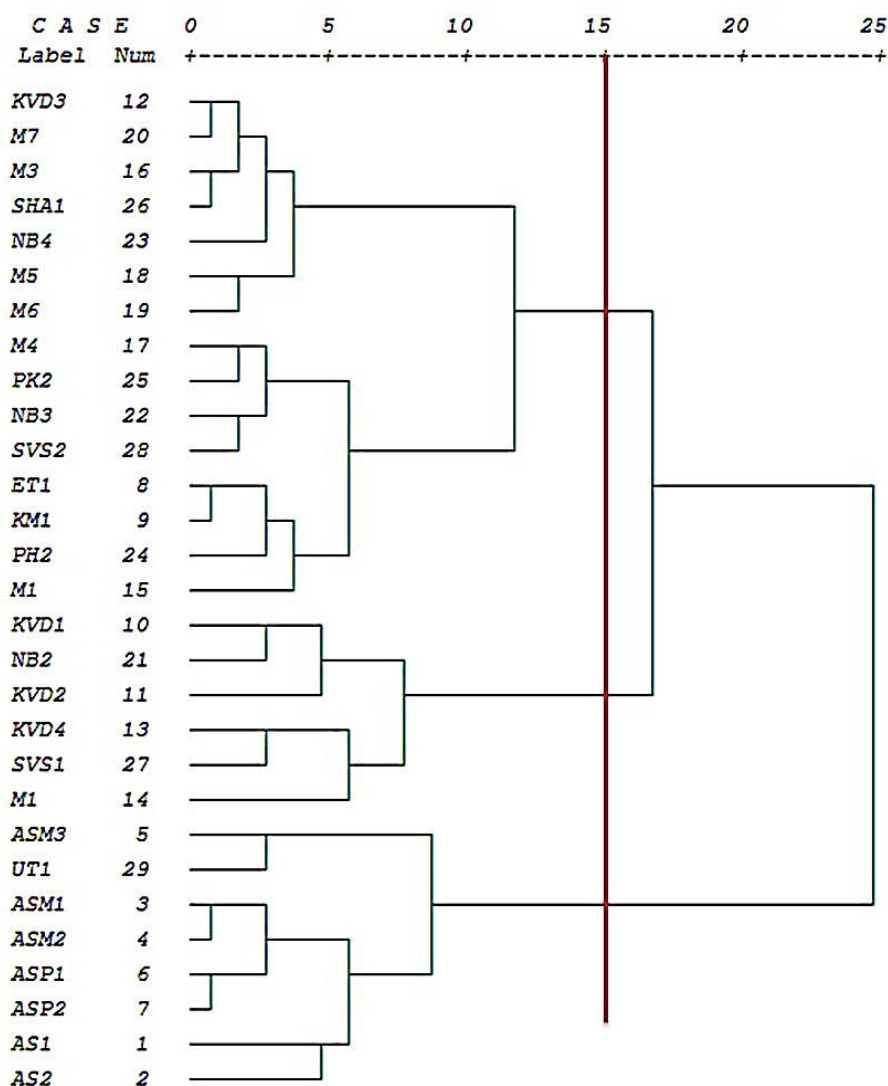 C A S E 0 5 10 15 20 25
Label Num +---------+---------+---------+---------+---------+
KVD3 12
M7 20
M3 16
SHA1 26
NB4 23
M5 18
M6 19
M4 17
PK2 25
NB3 22
SVS2 28
ET1 8
KM1 9
PH2 24
M1 15
KVD1 10
NB2 21
KVD2 11
KVD4 13
SVS1 27
M1 14
ASM3 5
UT1 29
ASM1 3
ASM2 4
ASP1 6
ASP2 7
AS1 1
AS2 2